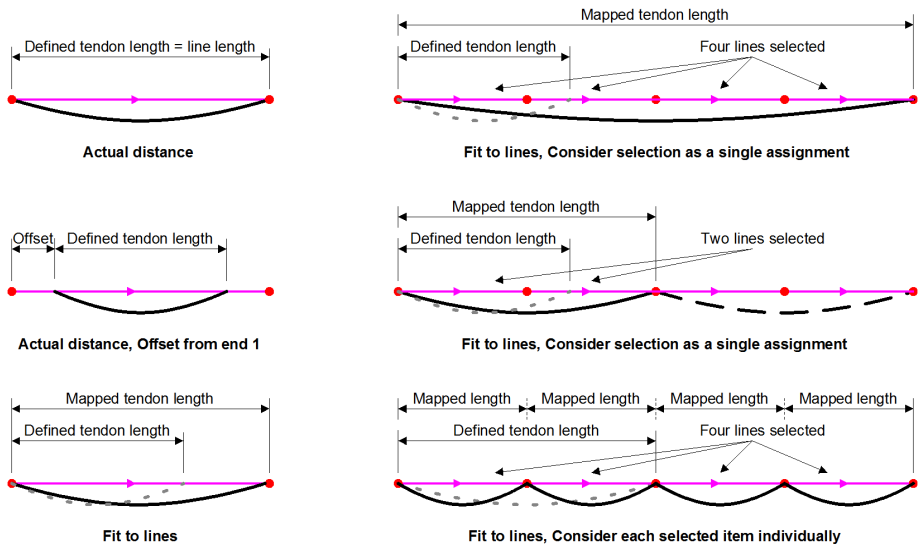 Defined tendon length = line length
Actual distance
Mapped tendon length
Defined tendon length
Four lines selected
Fit to lines, Consider selection as a single assignment
Offset
Defined tendon length
Actual distance, Offset from end 1
Mapped tendon length
Defined tendon length
Two lines selected
Fit to lines, Consider selection as a single assignment
Mapped tendon length
Defined tendon length
Fit to lines
Mapped length Mapped length Mapped length Mapped length
Defined tendon length
Four lines selected
Fit to lines, Consider each selected item individually